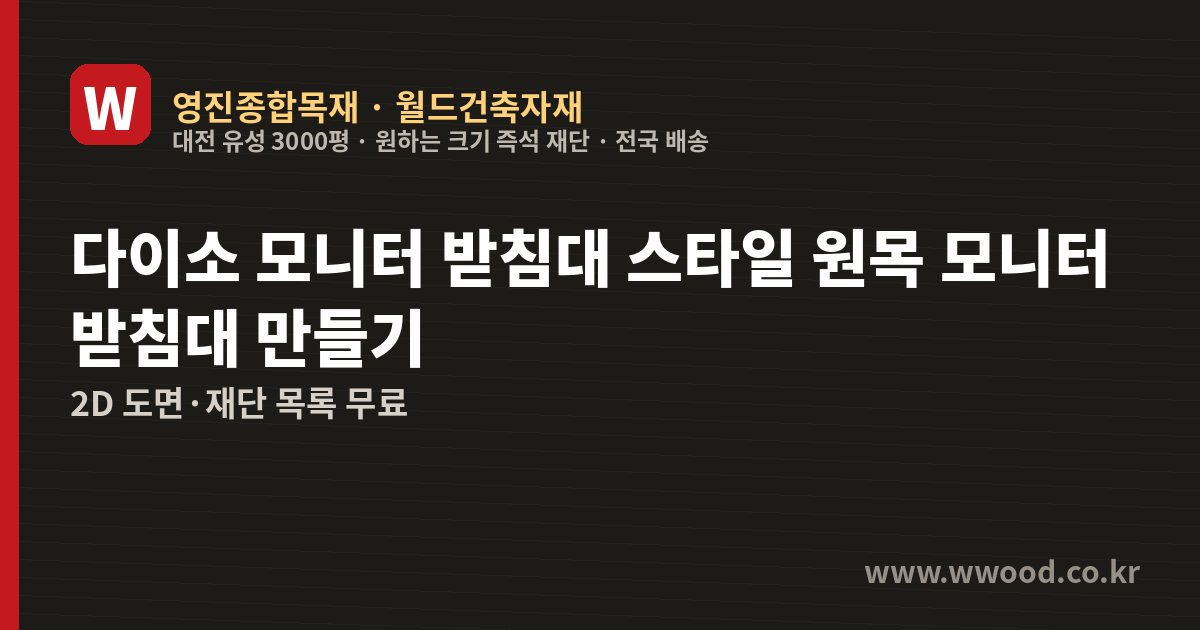 W
영진종합목재 · 월드건축자재
대전 유성 3000평 · 원하는 크기 즉석 재단 · 전국 배송
다이소 모니터 받침대 스타일 원목 모니터
받침대 만들기
2D 도면·재단 목록 무료
www.wwood.co.kr